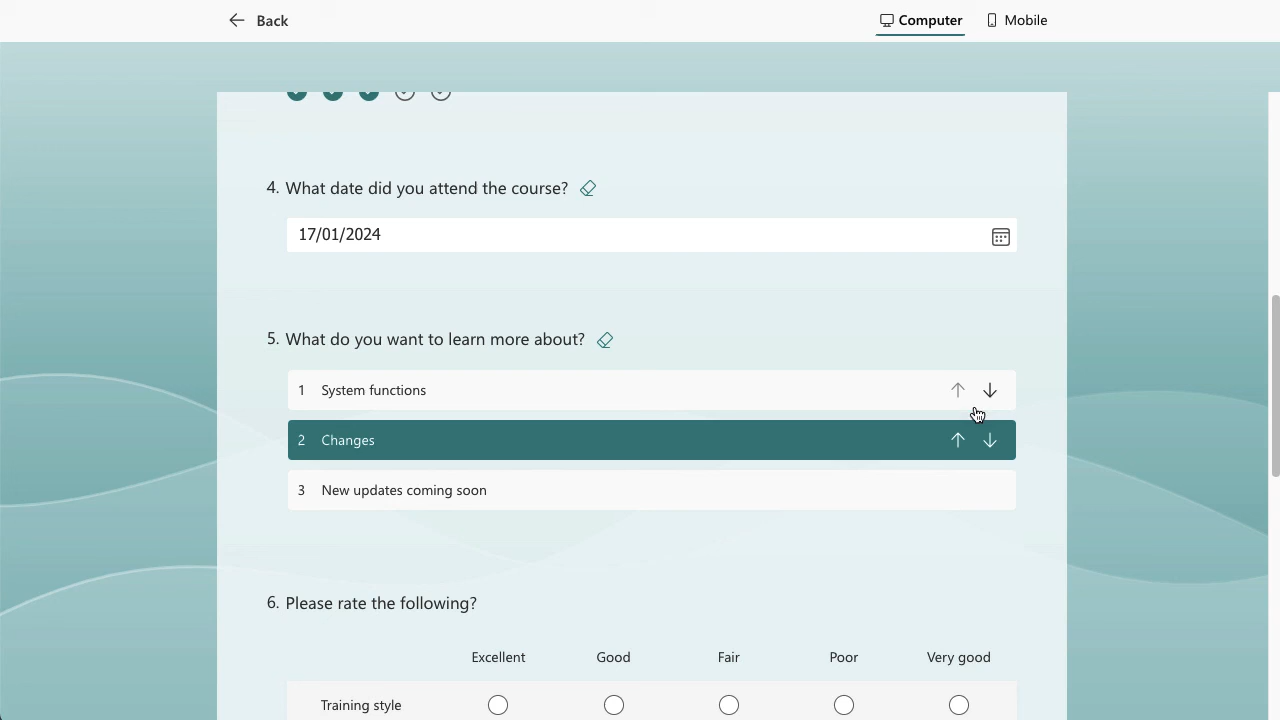 Back
Computer
Mobile
4. What date did you attend the course?
17/01/2024
5. What do you want to learn more about?
1 System functions
2 Changes
3 New updates coming soon
6. Please rate the following?
Excellent Good Fair Poor Very good
Training style